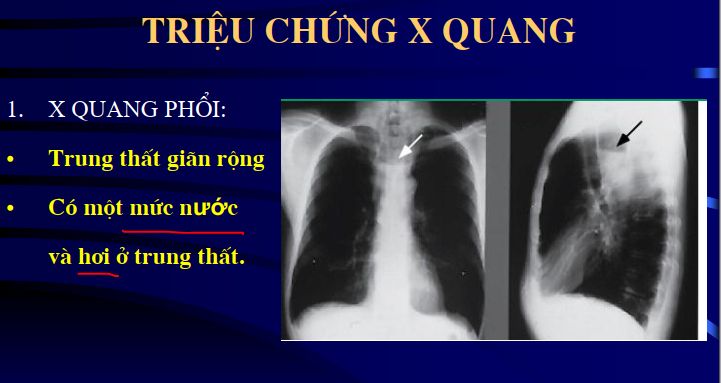 TRIỆU CHỨNG X QUANG
1. X QUANG PHỔI:
• Trung thất giãn rộng
• Có một mức nước
và hơi ở trung thất.